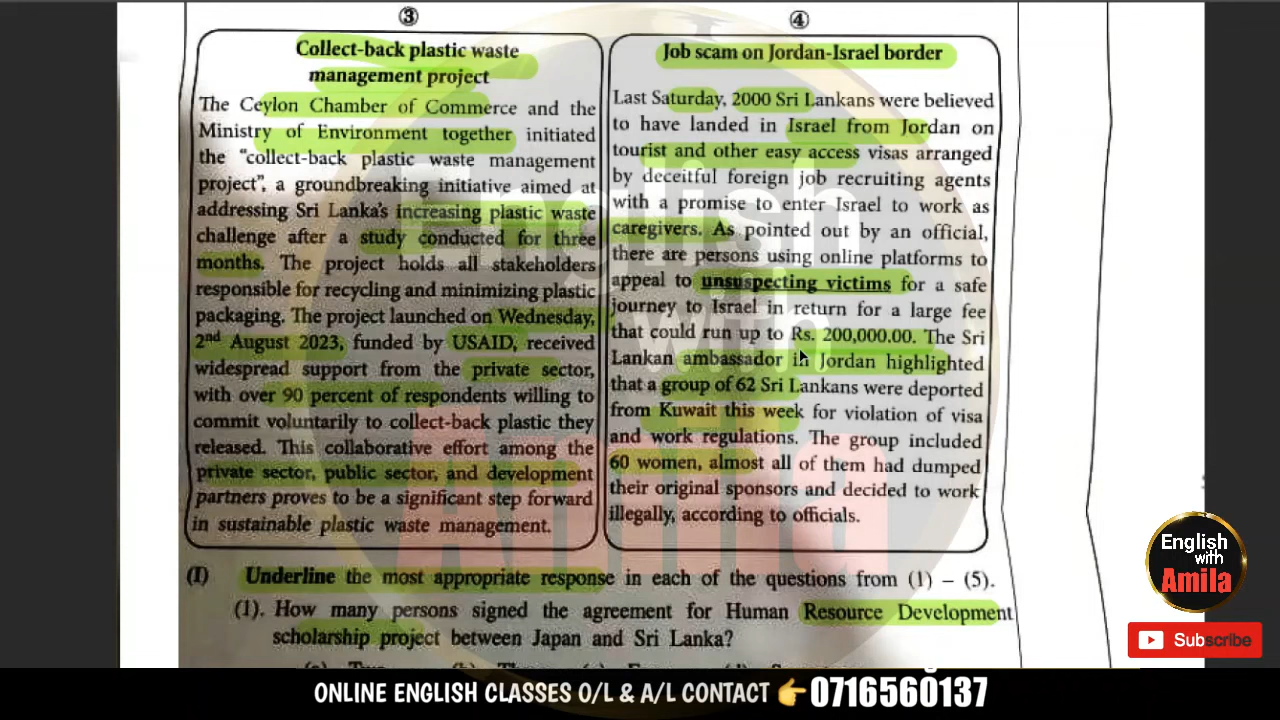 ③
Collect-back plastic waste
management project
The Ceylon Chamber of Commerce and the
Ministry of Environment together initiated
the “collect-back plastic waste management
project”, a groundbreaking initiative aimed at
addressing Sri Lanka’s increasing plastic waste
challenge after a study conducted for three
months. The project holds all stakeholders
responsible for recycling and minimizing plastic
packaging. The project launched on Wednesday,
2nd August 2023, funded by USAID, received
widespread support from the private sector,
with over 90 percent of respondents willing to
commit voluntarily to collect-back plastic they
released. This collaborative effort among the
private sector, public sector, and development
partners proves to be a significant step forward
in sustainable plastic waste management.
④
Job scam on Jordan-Israel border
Last Saturday, 2000 Sri Lankans were believed
to have landed in Israel from Jordan on
tourist and other easy access visas arranged
by deceitful foreign job recruiting agents
with a promise to enter Israel to work as
caregivers. As pointed out by an official,
there are persons using online platforms to
appeal to unsuspecting victims for a safe
journey to Israel in return for a large fee
that could run up to Rs. 200,000.00. The Sri
Lankan ambassador in Jordan highlighted
that a group of 62 Sri Lankans were deported
from Kuwait this week for violation of visa
and work regulations. The group included
60 women, almost all of them had dumped
their original sponsors and decided to work
illegally, according to officials.
(I) Underline the most appropriate response in each of the questions from (1) – (5).
(1). How many persons signed the agreement for Human Resource Development
scholarship project between Japan and Sri Lanka?
English
with
Amila
English
with
Amila
Subscribe
ONLINE ENGLISH CLASSES O/L & A/L CONTACT 👉 0716560137